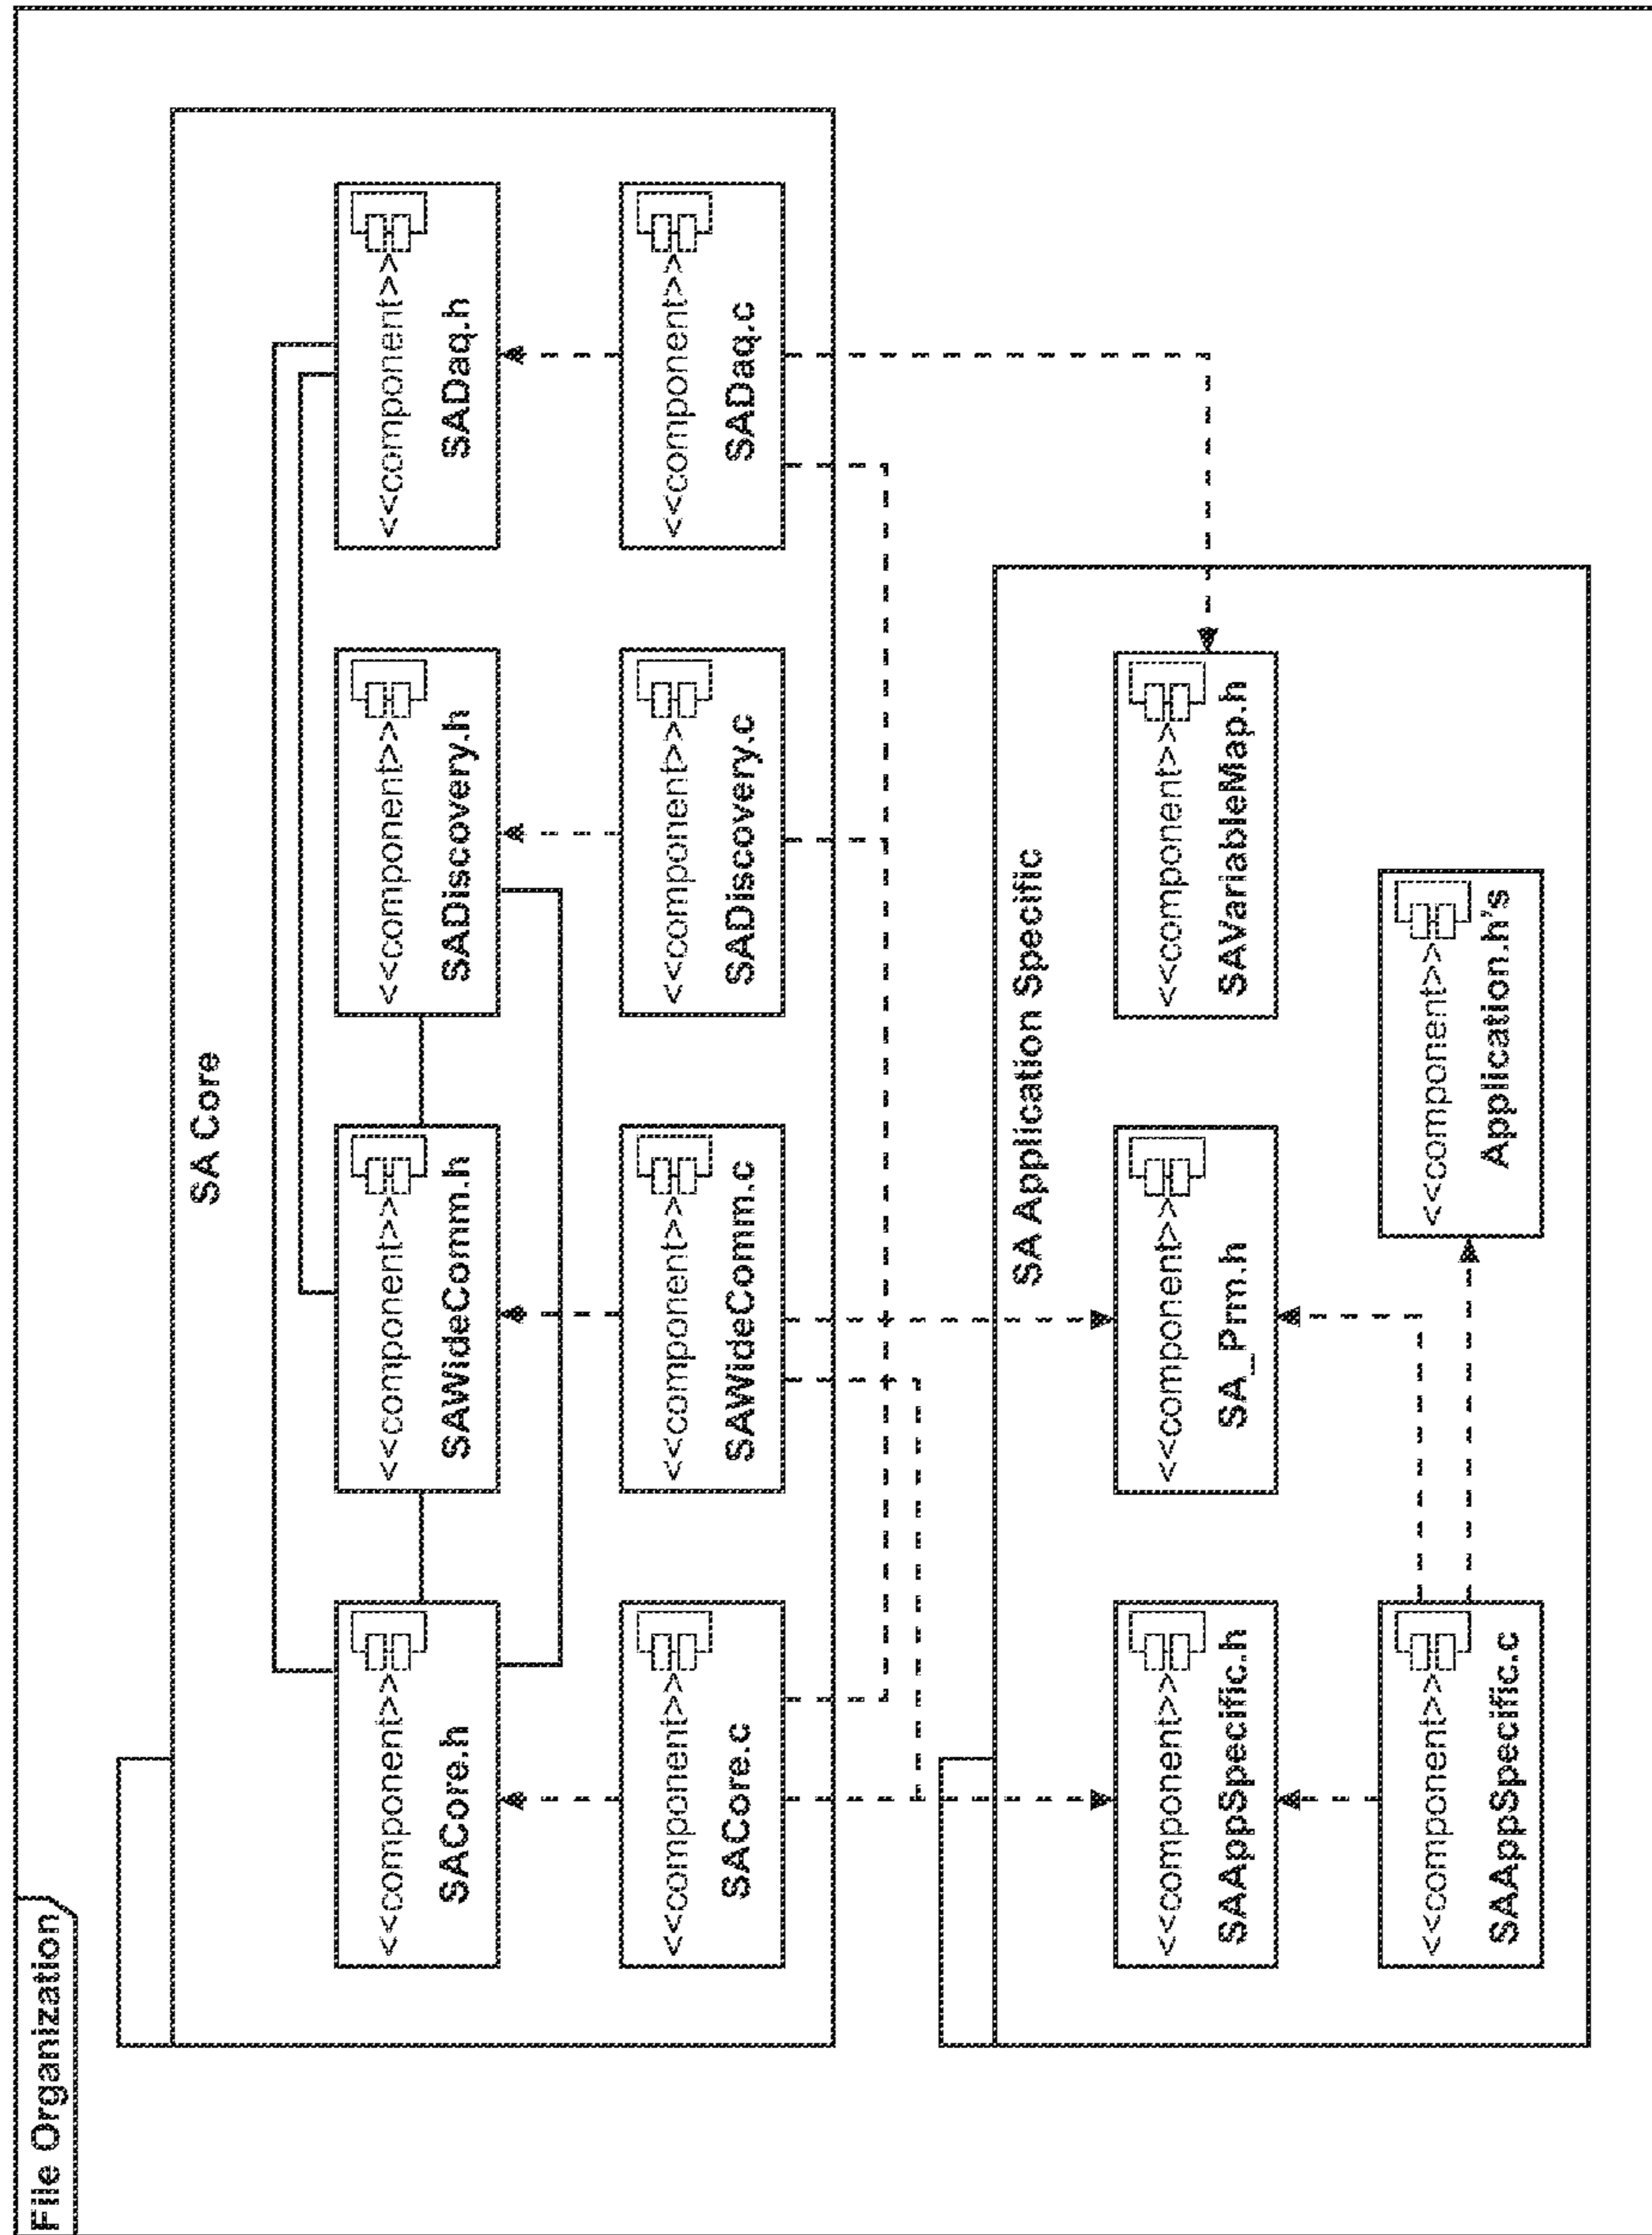 File Organization
SA Core
<<component>>
SACore.h
<<component>>
SAWideComm.h
<<component>>
SADiscovery.h
<<component>>
SADaq.h
<<component>>
SACore.c
<<component>>
SAWideComm.c
<<component>>
SADiscovery.c
<<component>>
SADaq.c
SA Application Specific
<<component>>
SAAppSpecific.h
<<component>>
SA_Prm.h
<<component>>
SAVariableMap.h
<<component>>
SAAppSpecific.c
<<component>>
Application.h's